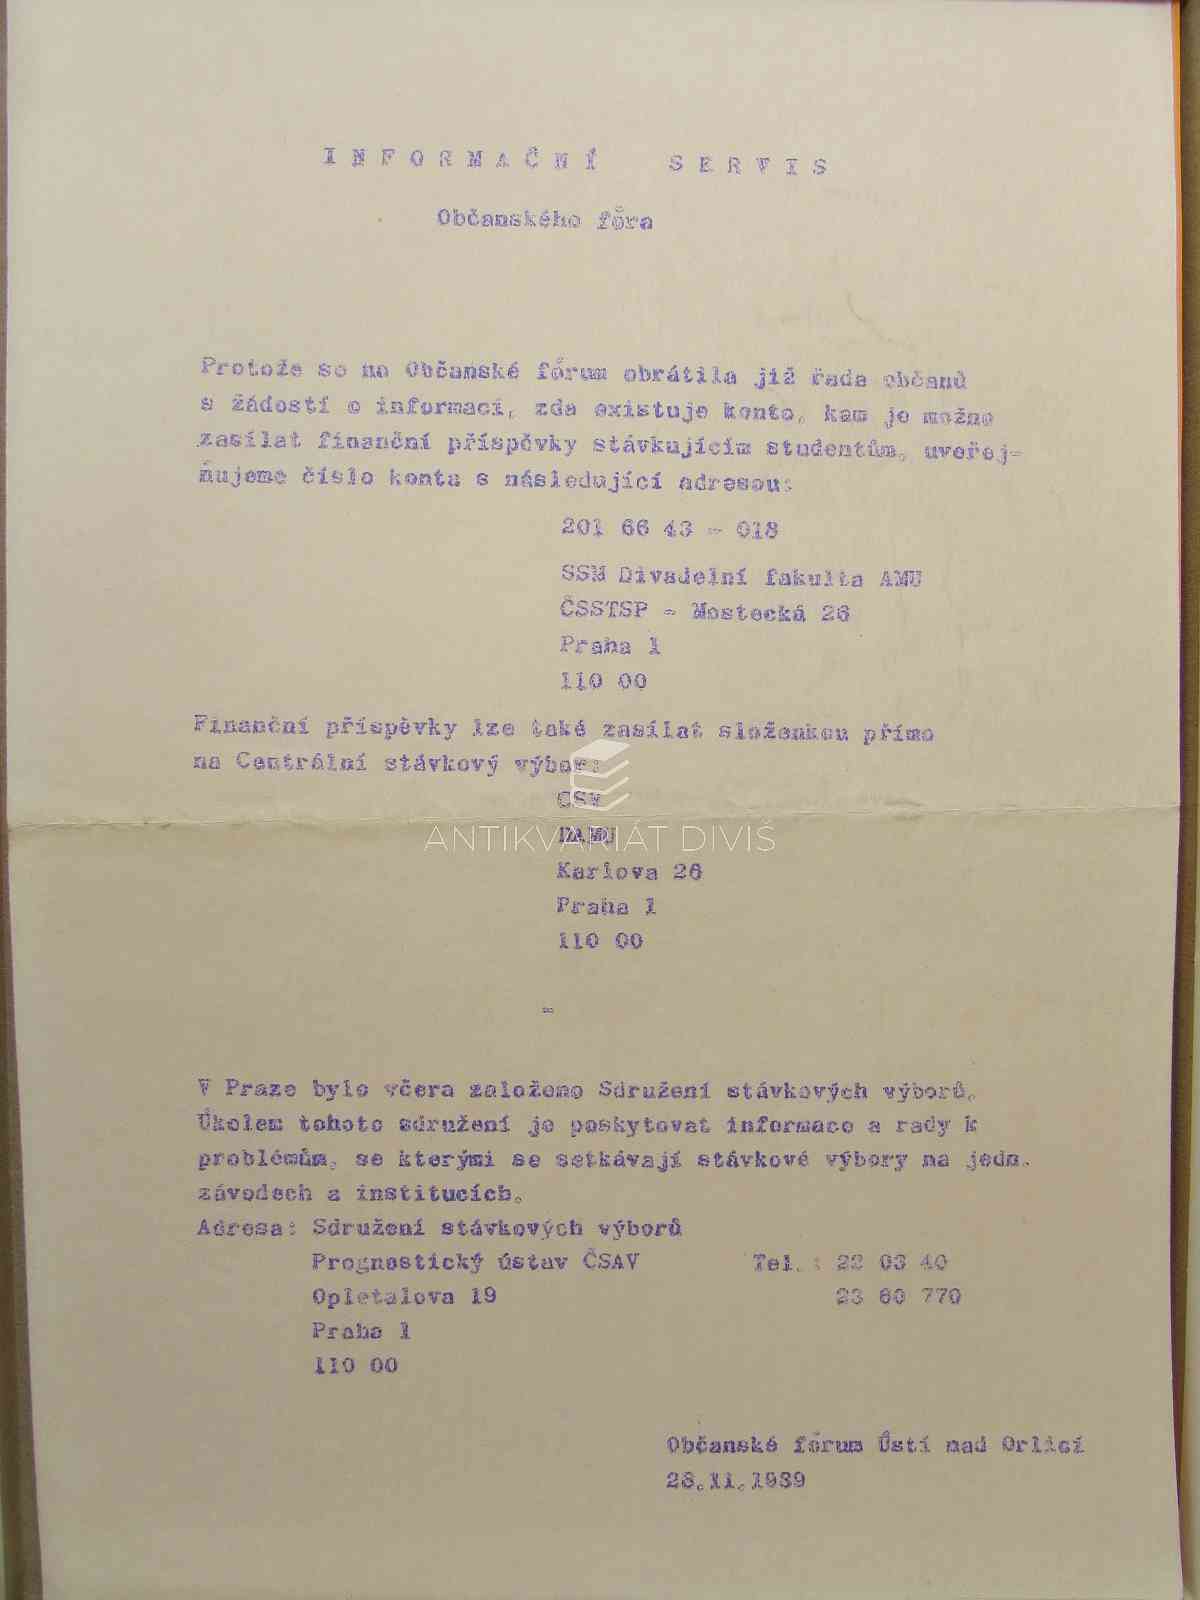 INFORMAČNÍ SERVIS
Občanského fóra
Protože se na Občanské fórum obrátila již řada občanů
s žádostí o informaci, zda existuje konto, kam je možno
zasílat finanční příspěvky stávkujícím studentům, uveřej-
ňujeme číslo konta s následující adresou:
201 66 43 - 018
SSM Divadelní fakulta AMU
ČSSTSP - Mostecká 26
Praha 1
110 00
Finanční příspěvky lze také zasílat složenkou přímo
na Centrální stávkový výbor:
CSV
DAMU
ANTIKVARIÁT DIVIŠ
Karlova 26
Praha 1
110 00
-
V Praze bylo včera založeno Sdružení stávkových výborů.
Úkolem tohoto sdružení je poskytovat informace a rady k
problémům, se kterými se setkávají stávkové výbory na jedn.
závodech a institucích.
Adresa: Sdružení stávkových výborů
Prognostický ústav ČSAV Tel.: 22 03 40
Opletalova 19 23 60 770
Praha 1
110 00
Občanské fórum Ústí nad Orlicí
28.11.1989